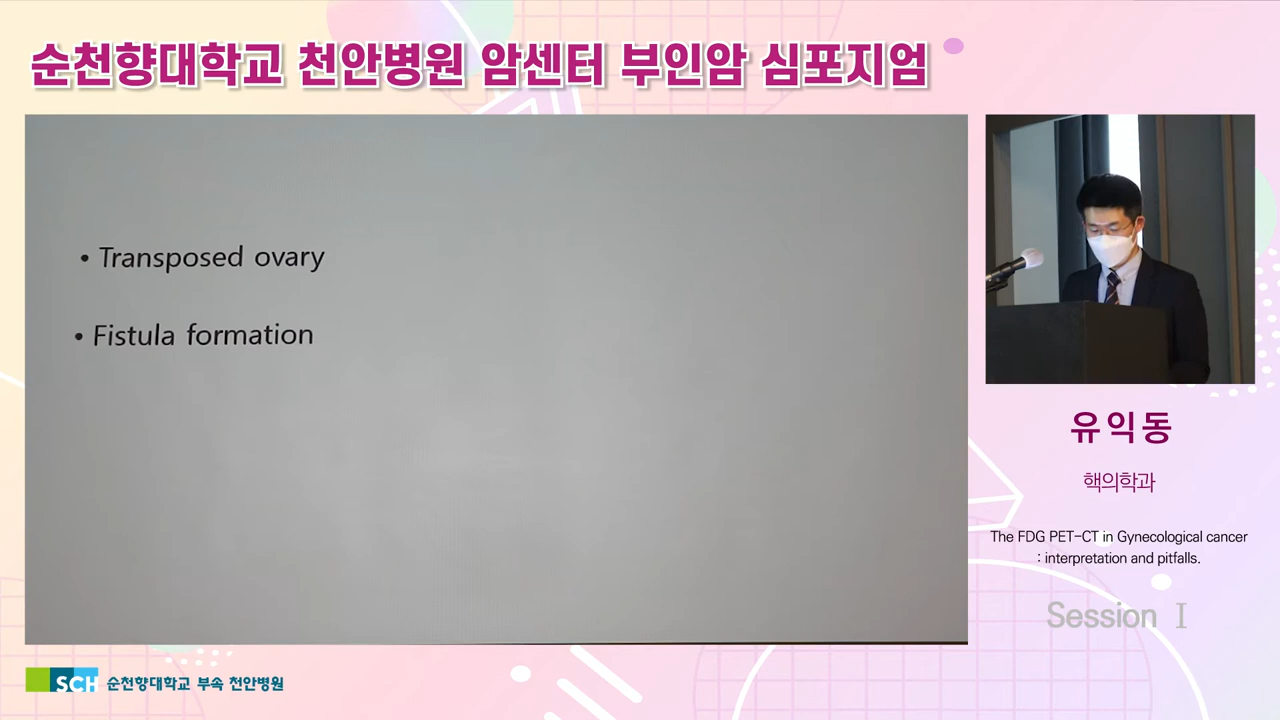 순천향대학교 천안병원 암센터 부인암 심포지엄
• Transposed ovary
• Fistula formation
유익동
핵의학과
The FDG PET-CT in Gynecological cancer
: interpretation and pitfalls.
Session Ⅰ
SCH 순천향대학교 부속 천안병원